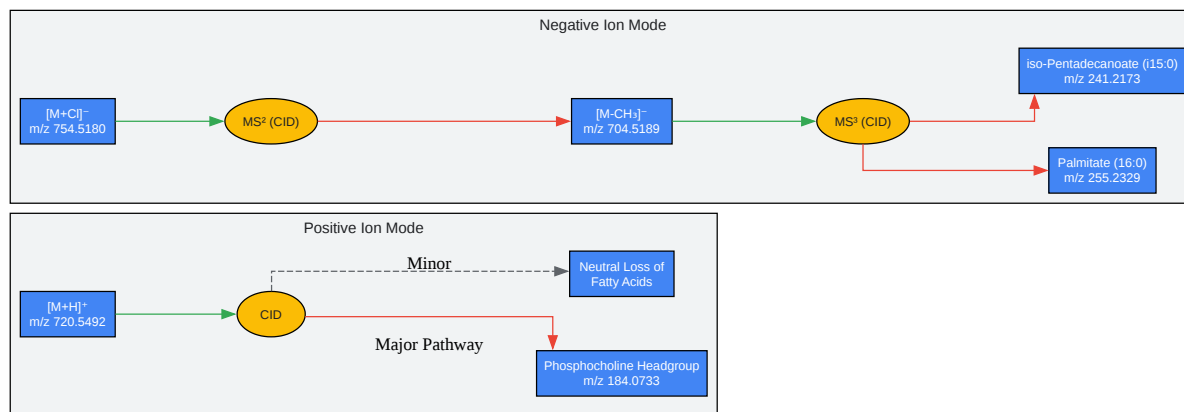 Negative Ion Mode
iso-Pentadecanoate (i15:0)
m/z 241.2173
[M+Cl]⁻
m/z 754.5180
MS² (CID)
[M-CH₃]⁻
m/z 704.5189
MS³ (CID)
Palmitate (16:0)
m/z 255.2329
Positive Ion Mode
Minor
Neutral Loss of
Fatty Acids
[M+H]⁺
m/z 720.5492
CID
Major Pathway
Phosphocholine Headgroup
m/z 184.0733